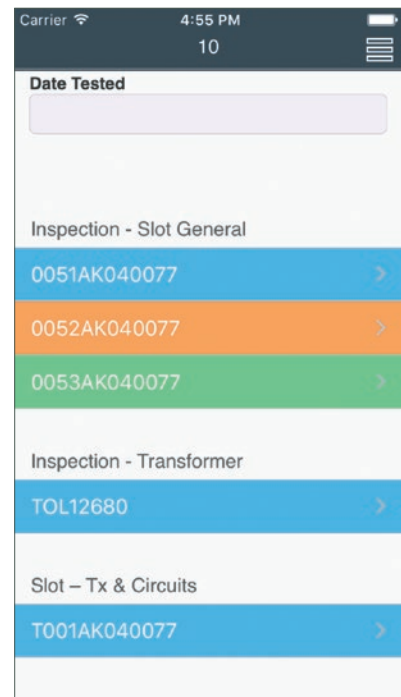 Carrier 4:55 PM
10
Date Tested
Inspection - Slot General
0051AK040077
0052AK040077
0053AK040077
Inspection - Transformer
TOL12680
Slot – Tx & Circuits
T001AK040077